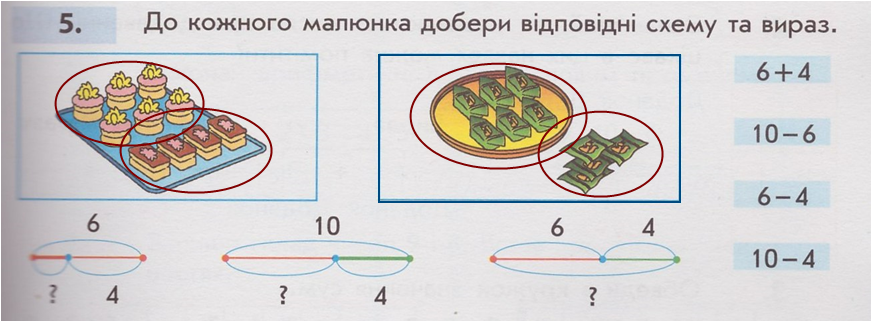 5. До кожного малюнка добери відповідні схему та вираз.
6+4
10−6
6−4
10−4
6 10 6 4
? 4 ? 4 ?